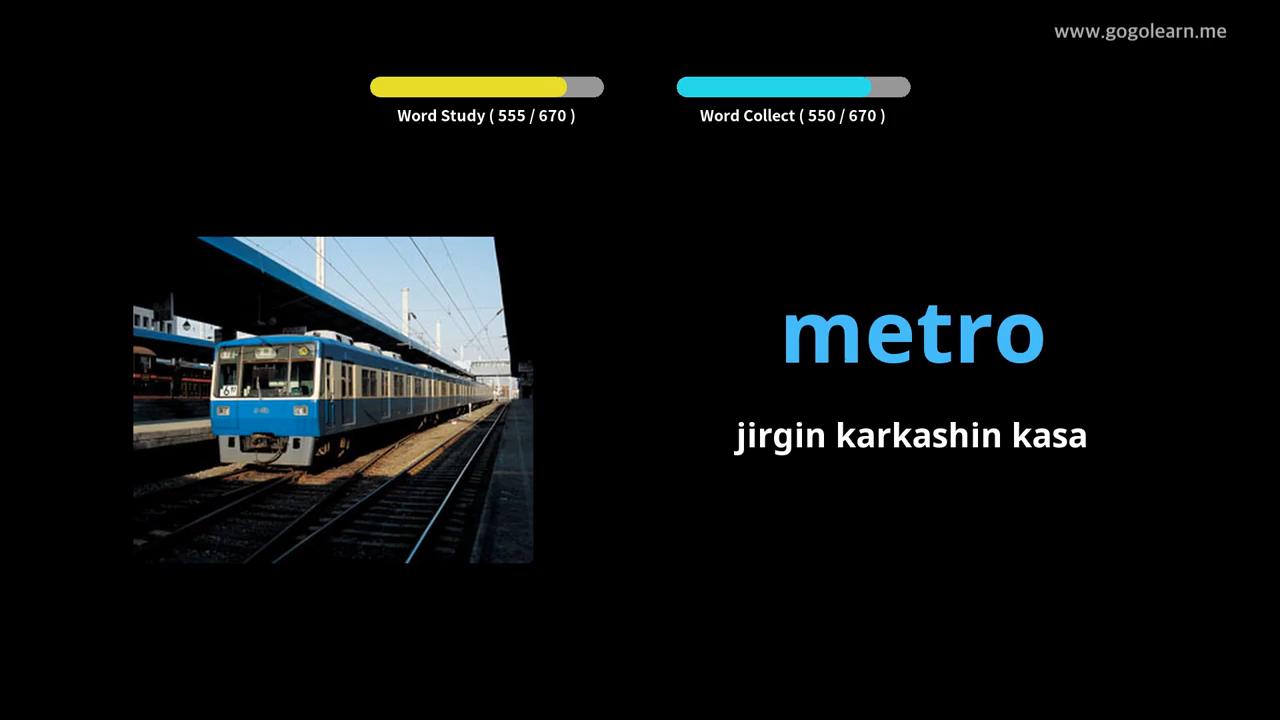 www.gogolearn.me
Word Study ( 555 / 670 )
Word Collect ( 550 / 670 )
metro
jirgin karkashin kasa